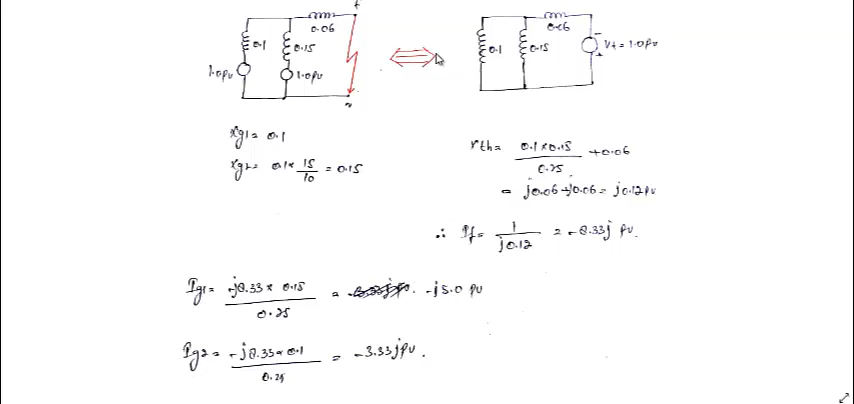 f
0.06
0.1
0.15
1.0pu
1.0pu
n
0.06
0.1
0.15
Vt = 1.0pu
Xg1 = 0.1
Xg2 = 0.1 × 15/10 = 0.15
Xth = 0.1×0.15/0.25 + 0.06
= j0.06 + j0.06 = j0.12pu
∴ If = 1/j0.12 = -8.33j pu.
Ig1 = -j8.33 × 0.15/0.25 = -j5.0 pu
Ig2 = -j8.33 × 0.1/0.25 = -3.33j pu.